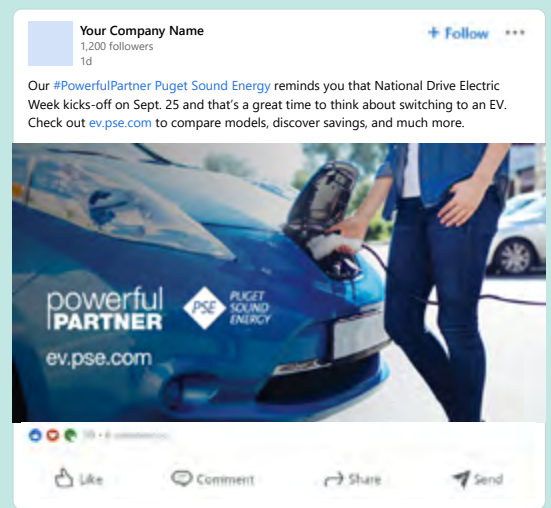 Your Company Name
+ Follow
1,200 followers
1d
Our #PowerfulPartner Puget Sound Energy reminds you that National Drive Electric
Week kicks-off on Sept. 25 and that's a great time to think about switching to an EV.
Check out ev.pse.com to compare models, discover savings, and much more.
powerful
PARTNER
PSE
PUGET
SOUND
ENERGY
ev.pse.com
Like
Comment
Share
Send